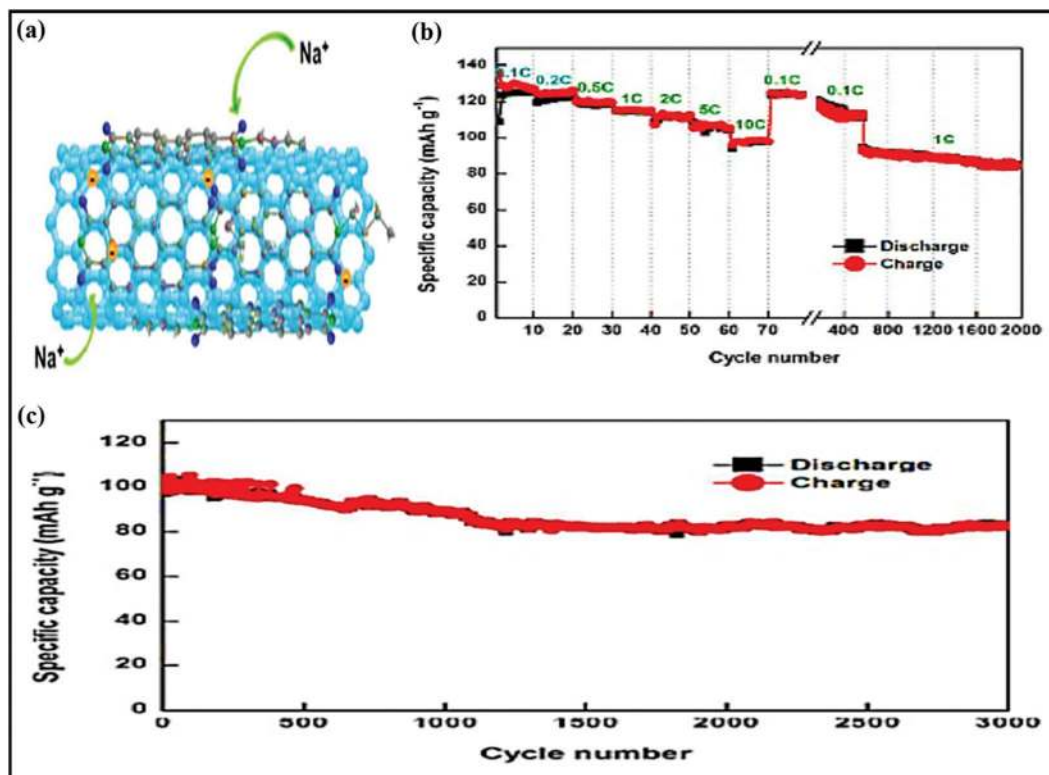 (a)
Na⁺
Na⁺
(b)
Specific capacity (mAh g⁻¹)
140
120
100
80
60
40
20
0
0.1C 0.2C 0.5C 1C 2C 5C 10C 0.1C 0.1C 1C
Discharge
Charge
10 20 30 40 50 60 70 400 800 1200 1600 2000
Cycle number
(c)
Specific capacity (mAh g⁻¹)
120
100
80
60
40
20
0
Discharge
Charge
0 500 1000 1500 2000 2500 3000
Cycle number